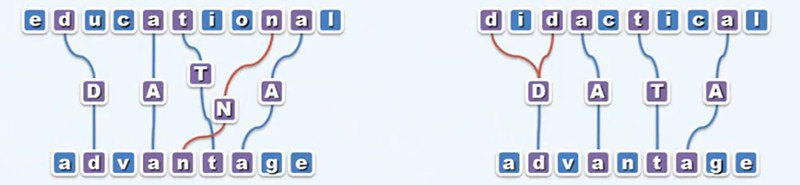 educational didactical
D A T N A D A T A
advantage advantage